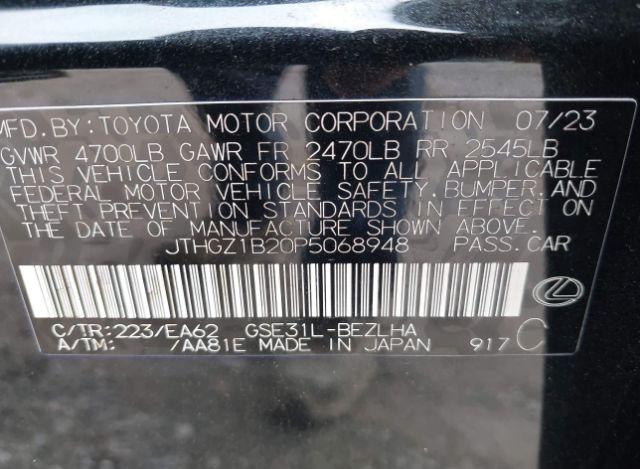 MFD. BY: TOYOTA MOTOR CORPORATION 07/23
GVWR 4700LB GAWR FR 2470LB RR 2545LB
THIS VEHICLE CONFORMS TO ALL APPLICABLE
FEDERAL MOTOR VEHICLE SAFETY, BUMPER, AND
THEFT PREVENTION STANDARDS IN EFFECT ON
THE DATE OF MANUFACTURE SHOWN ABOVE.
JTHGZ1B20P5068948 PASS. CAR
C/TR: 223/EA62 GSE31L-BEZLHA
A/TM: /AA81E MADE IN JAPAN 917 C